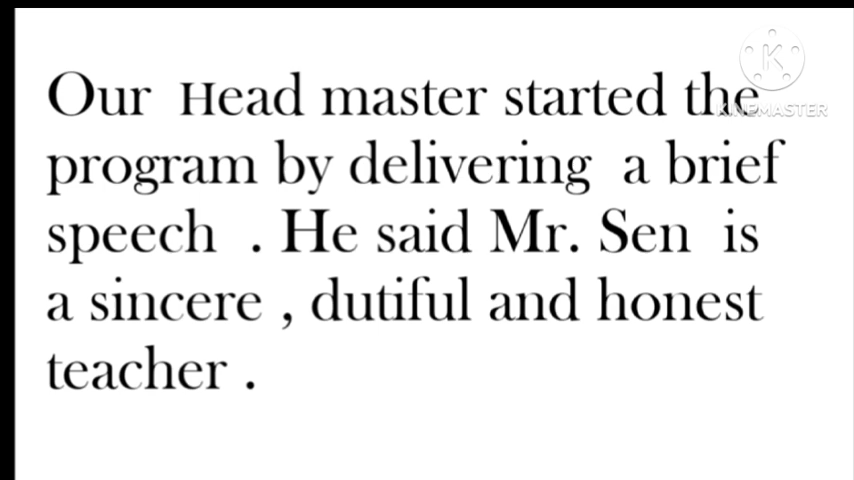 Our Head master started the
program by delivering a brief
speech . He said Mr. Sen is
a sincere , dutiful and honest
teacher .
KINEMASTER